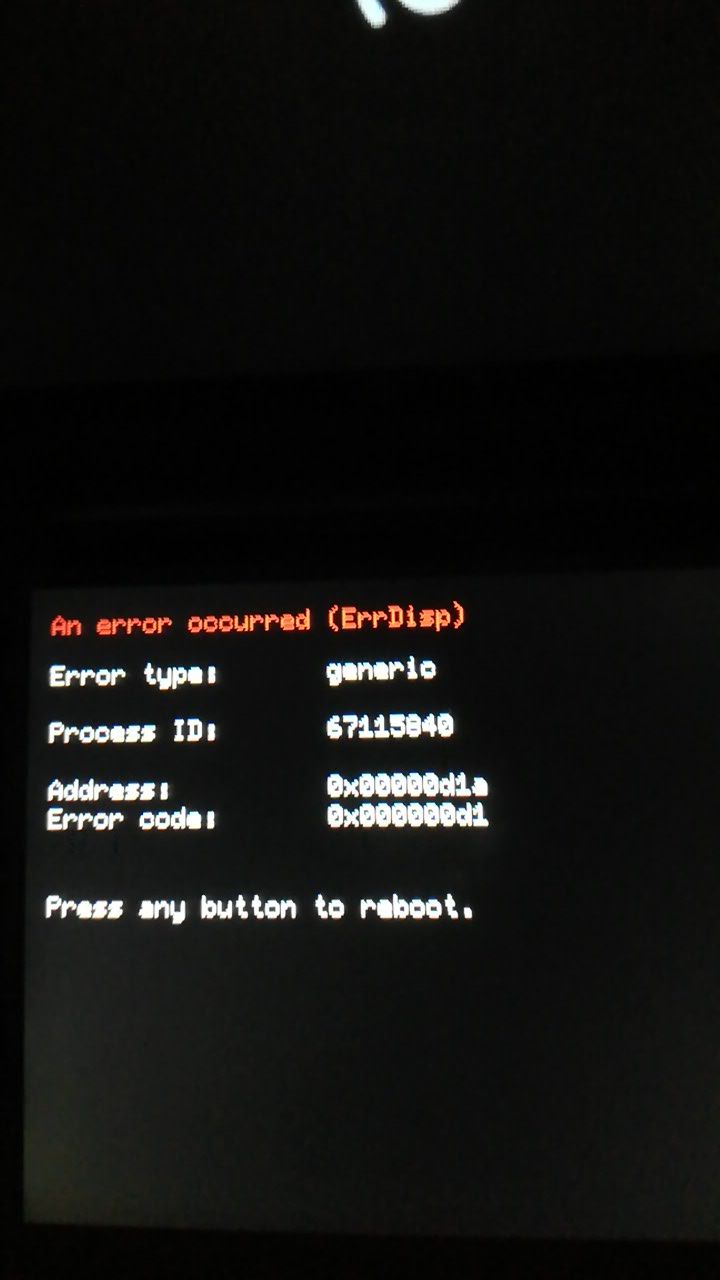 An error occurred (ErrDisp)
Error type: generic
Process ID: 67115840
Address: 0x00000d1a
Error code: 0x000000d1
Press any button to reboot.